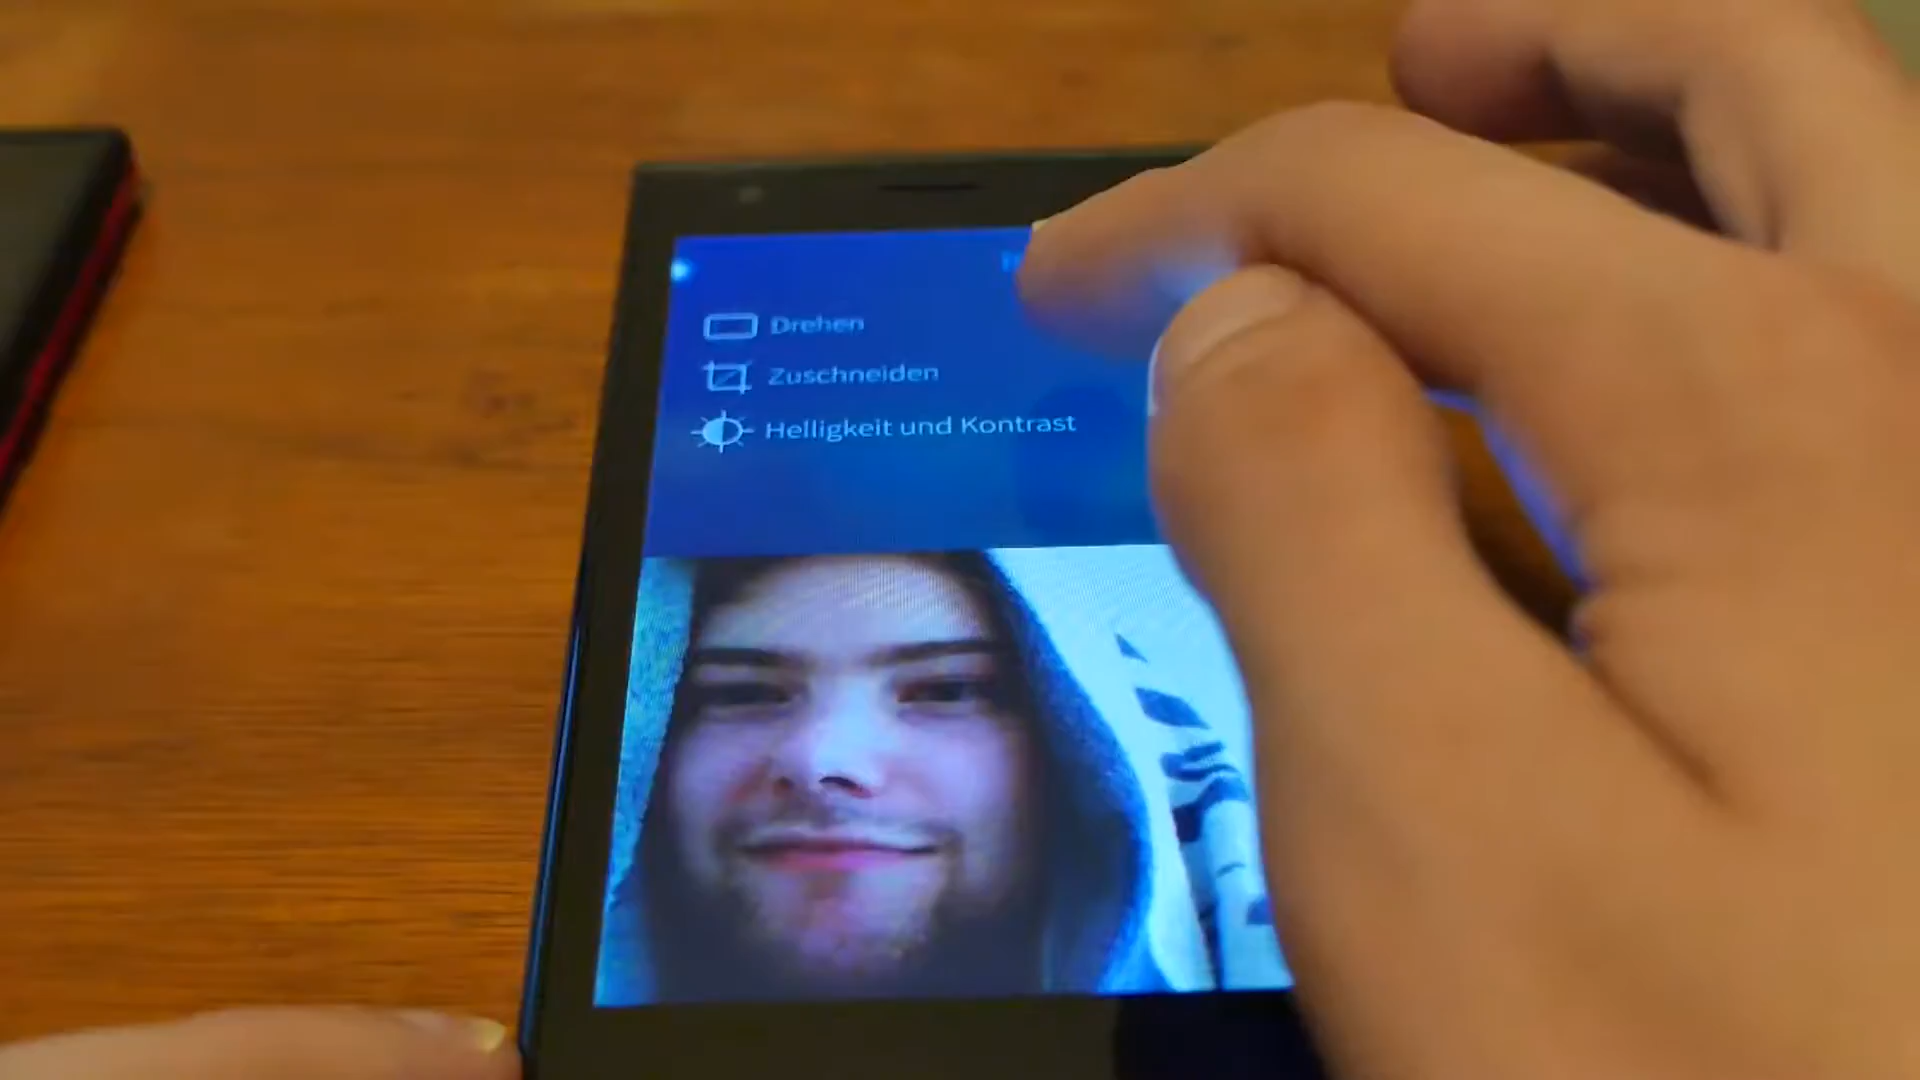 Drehen
Zuschneiden
Helligkeit und Kontrast